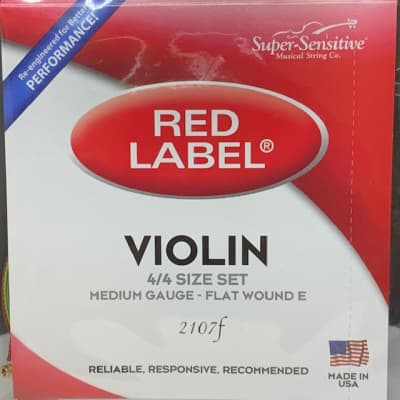 Re-engineered for Better
PERFORMANCE!
Super-Sensitive®
Musical String Co.
RED
LABEL®
VIOLIN
4/4 SIZE SET
MEDIUM GAUGE - FLAT WOUND E
2107f
RELIABLE, RESPONSIVE, RECOMMENDED
MADE IN
USA